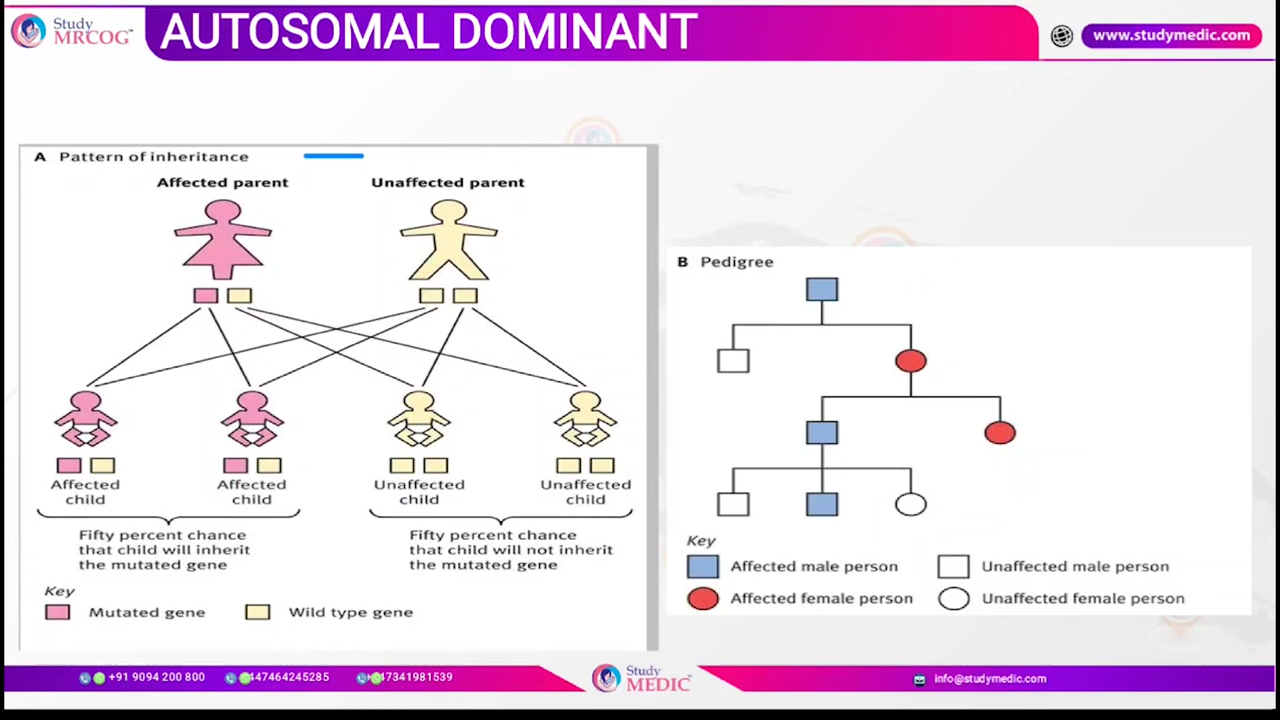 Study
MRCOG™
AUTOSOMAL DOMINANT
www.studymedic.com
A Pattern of inheritance
Affected parent
Unaffected parent
Affected
child
Affected
child
Unaffected
child
Unaffected
child
Fifty percent chance
that child will inherit
the mutated gene
Fifty percent chance
that child will not inherit
the mutated gene
Key
Mutated gene
Wild type gene
B Pedigree
Key
Affected male person
Unaffected male person
Affected female person
Unaffected female person
+91 9094 200 800
447464245285
47341981539
Study
MEDIC™
info@studymedic.com